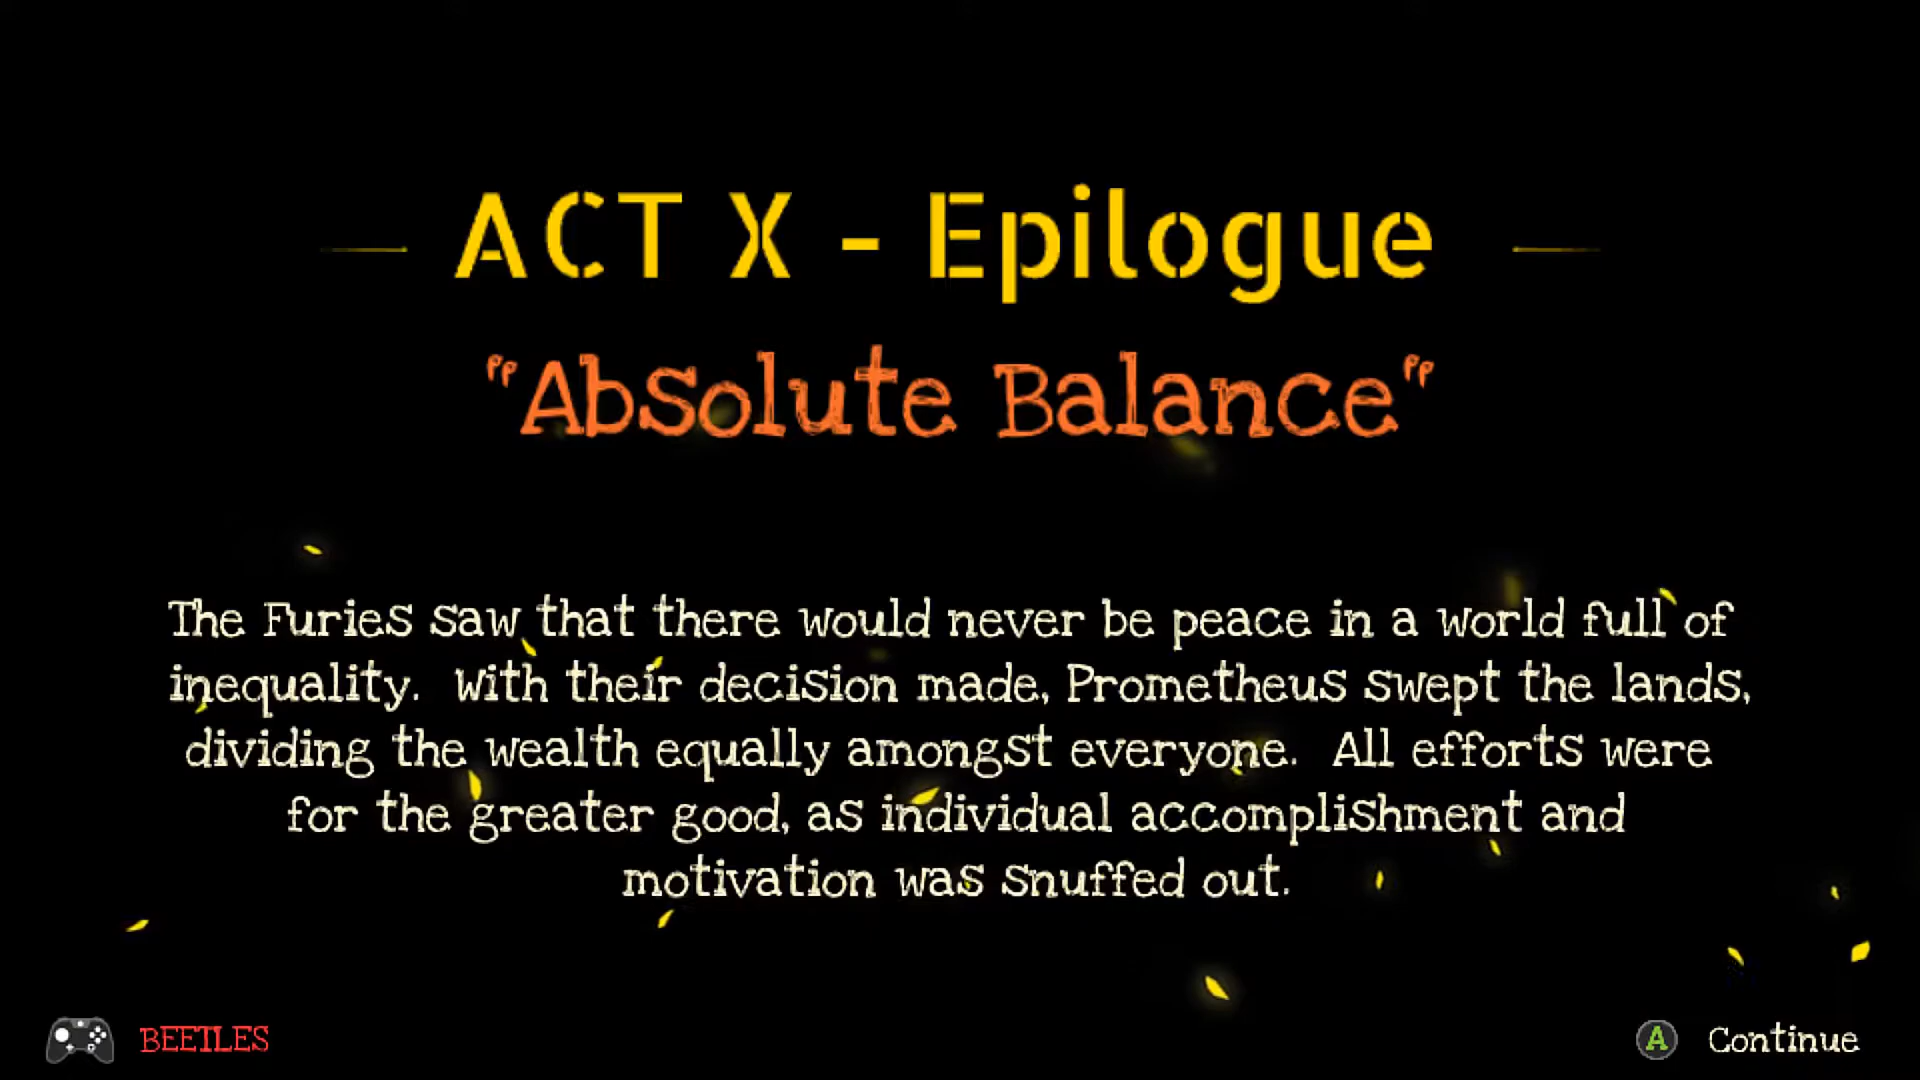 ACT X - Epilogue
"Absolute Balance"
The Furies saw that there would never be peace in a world full of
inequality.  With their decision made, Prometheus swept the lands,
dividing the wealth equally amongst everyone.  All efforts were
for the greater good, as individual accomplishment and
motivation was snuffed out.
BEETLES
A Continue